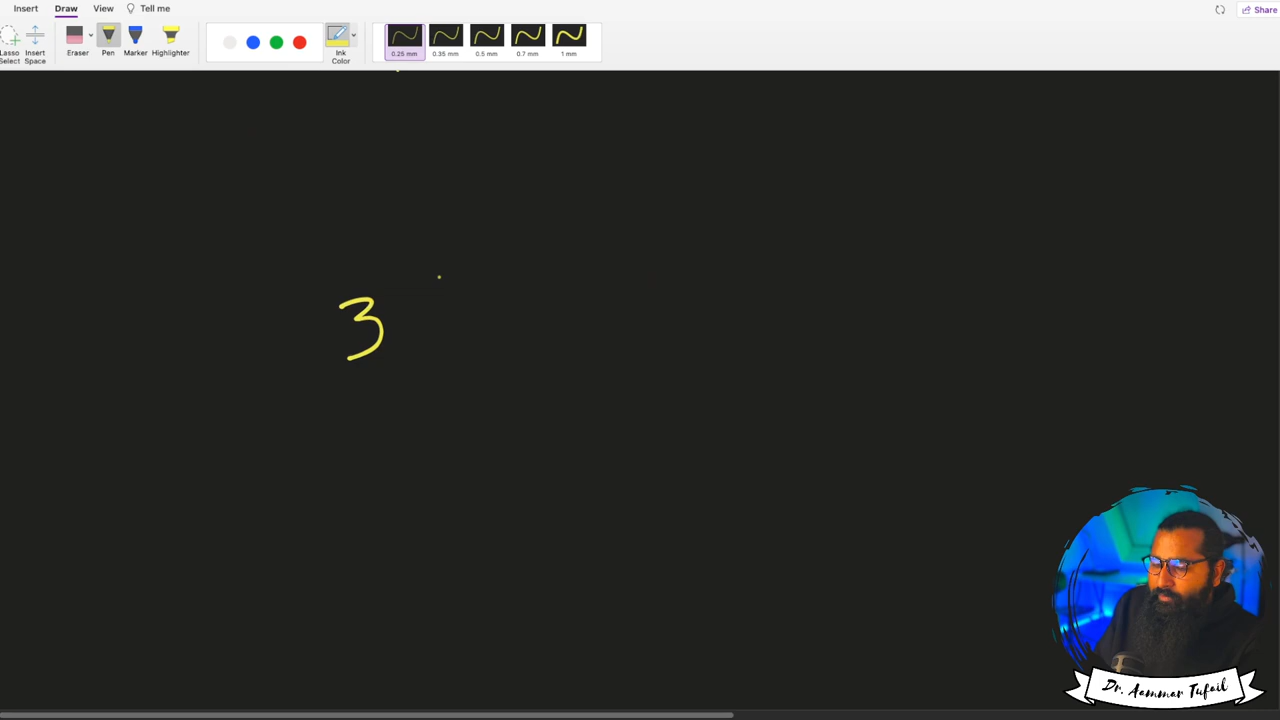 Insert Draw View Tell me Share
Lasso Select
Insert Space
Eraser
Pen
Marker
Highlighter
Ink Color
0.25 mm
0.35 mm
0.5 mm
0.7 mm
1 mm
3
Dr. Aammar Tufail